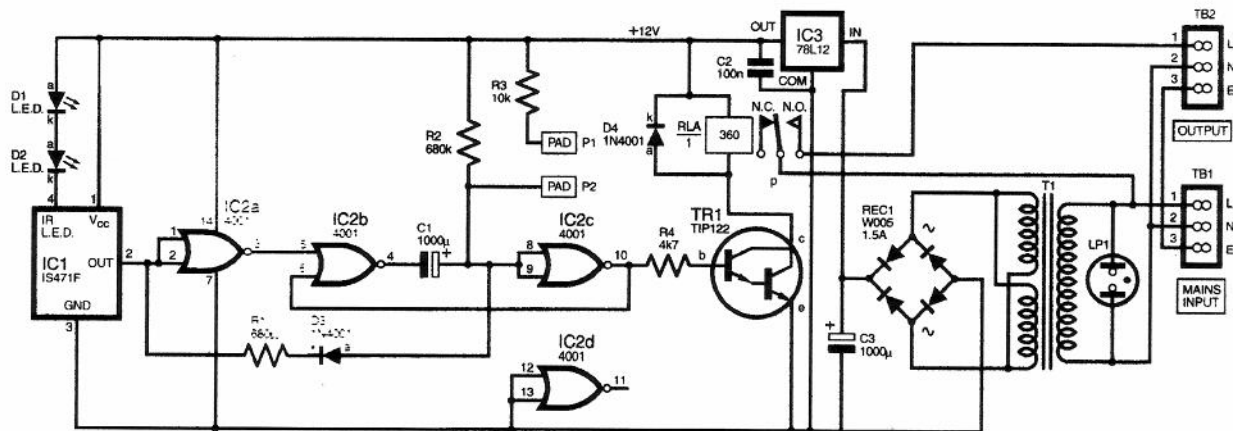 +12V
OUT
IC3
78L12
IN
COM
C2
100n
TB2
1
L
2
N
3
E
OUTPUT
D1
L.E.D.
a
k
D2
L.E.D.
a
k
4
1
IR
L.E.D.
Vcc
IC1
IS471F
OUT
2
GND
3
R3
10k
PAD P1
R2
680k
PAD P2
D4
1N4001
k
a
RLA
1
360
N.C.
N.O.
p
IC2a
4001
14
1
2
3
7
IC2b
4001
5
6
4
C1
1000µ
+
IC2c
4001
8
9
10
R4
4k7
TR1
TIP122
b
c
e
REC1
W005
1.5A
~
~
T1
LP1
TB1
1
L
2
N
3
E
MAINS
INPUT
+
C3
1000µ
a
IC2d
4001
12
13
11